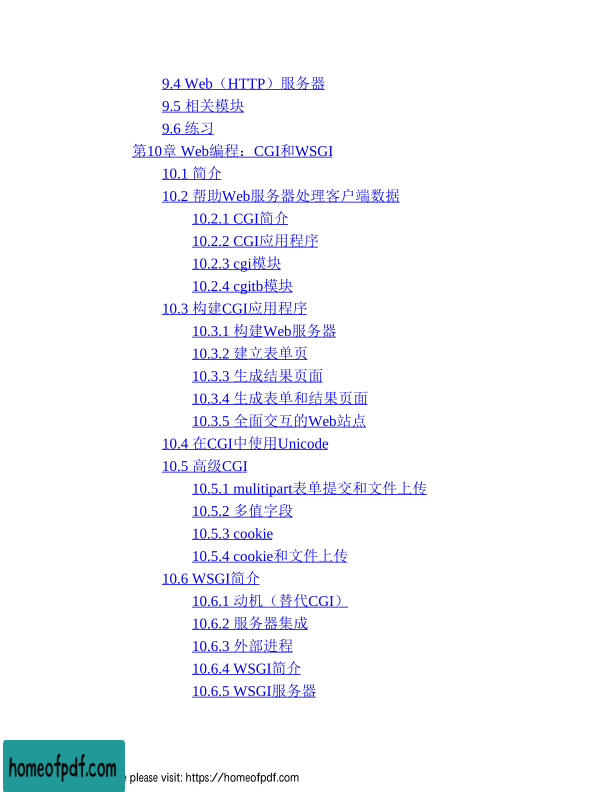 9.4 Web（HTTP）服务器
9.5 相关模块
9.6 练习
第10章 Web编程：CGI和WSGI
10.1 简介
10.2 帮助Web服务器处理客户端数据
10.2.1 CGI简介
10.2.2 CGI应用程序
10.2.3 cgi模块
10.2.4 cgitb模块
10.3 构建CGI应用程序
10.3.1 构建Web服务器
10.3.2 建立表单页
10.3.3 生成结果页面
10.3.4 生成表单和结果页面
10.3.5 全面交互的Web站点
10.4 在CGI中使用Unicode
10.5 高级CGI
10.5.1 mulitipart表单提交和文件上传
10.5.2 多值字段
10.5.3 cookie
10.5.4 cookie和文件上传
10.6 WSGI简介
10.6.1 动机（替代CGI）
10.6.2 服务器集成
10.6.3 外部进程
10.6.4 WSGI简介
10.6.5 WSGI服务器
homeofpdf.com
please visit: https://homeofpdf.com